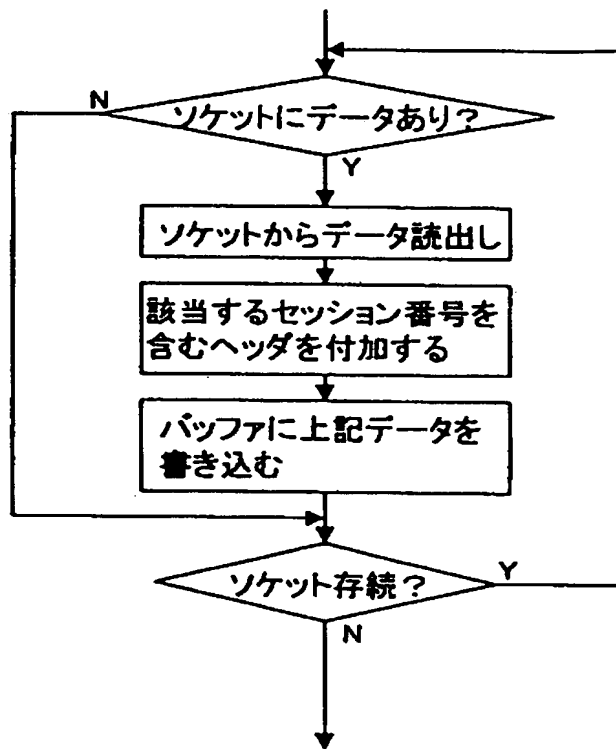 N
ソケットにデータあり?
Y
ソケットからデータ読出し
該当するセッション番号を
含むヘッダを付加する
バッファに上記データを
書き込む
ソケット存続?
Y
N